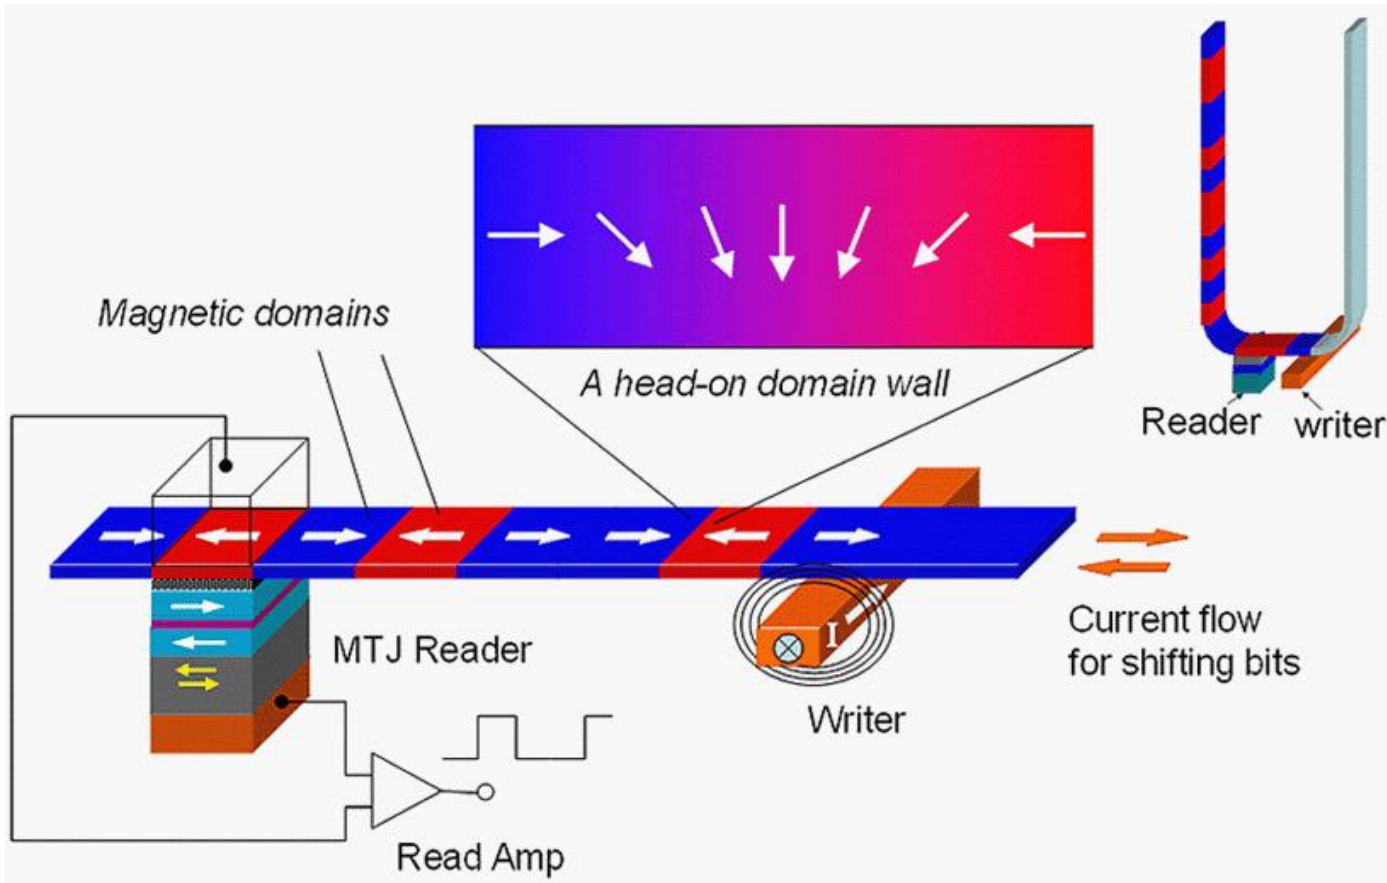 Magnetic domains
A head-on domain wall
Reader
writer
MTJ Reader
I
Writer
Current flow
for shifting bits
Read Amp